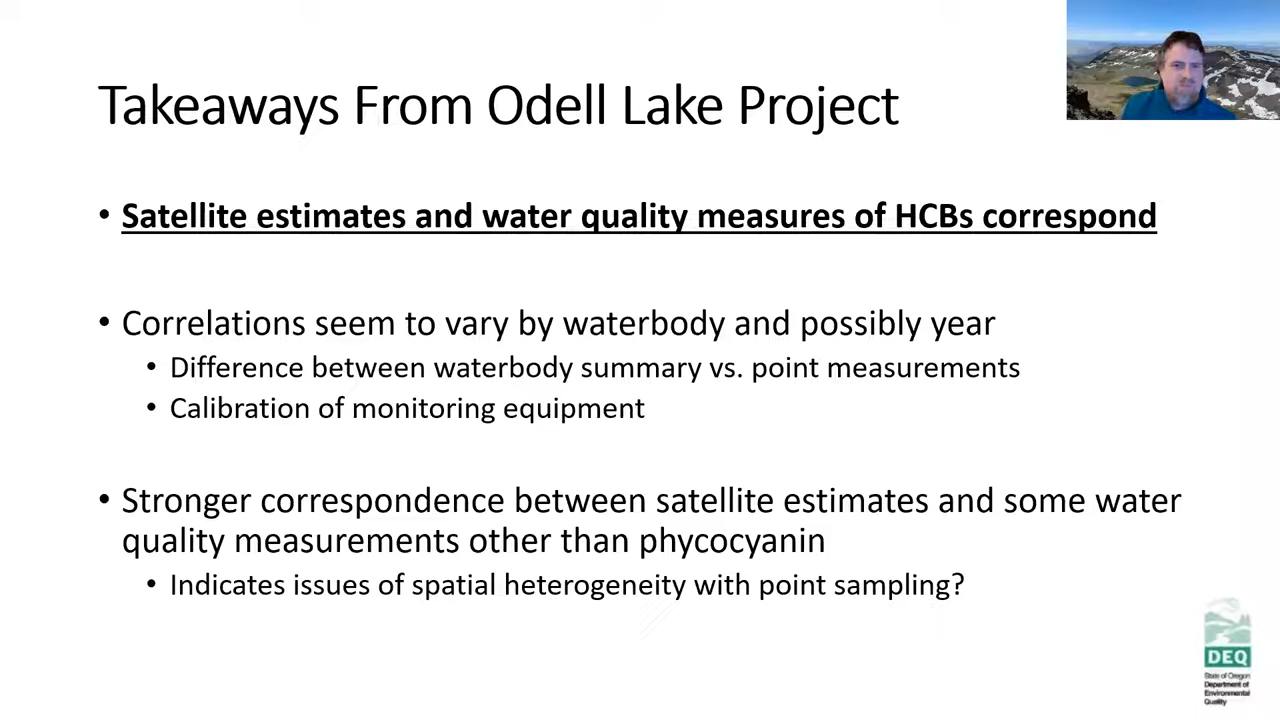 Takeaways From Odell Lake Project
• Satellite estimates and water quality measures of HCBs correspond
• Correlations seem to vary by waterbody and possibly year
• Difference between waterbody summary vs. point measurements
• Calibration of monitoring equipment
• Stronger correspondence between satellite estimates and some water
quality measurements other than phycocyanin
• Indicates issues of spatial heterogeneity with point sampling?
DEQ
State of Oregon
Department of
Environmental
Quality